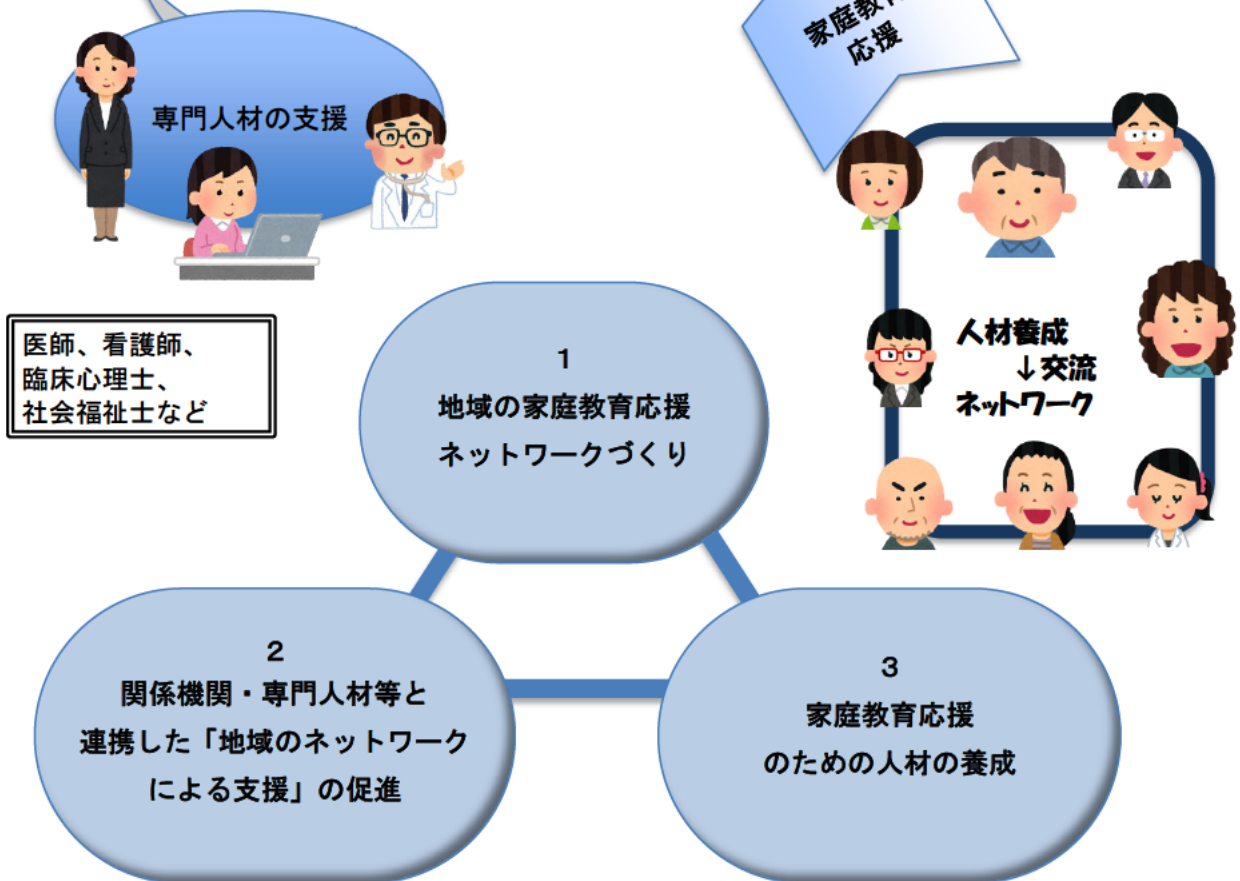 家庭教
応援
専門人材の支援
医師、看護師、
臨床心理士、
社会福祉士など
人材養成
↓交流
ネットワーク
1
地域の家庭教育応援
ネットワークづくり
2
関係機関・専門人材等と
連携した「地域のネットワーク
による支援」の促進
3
家庭教育応援
のための人材の養成